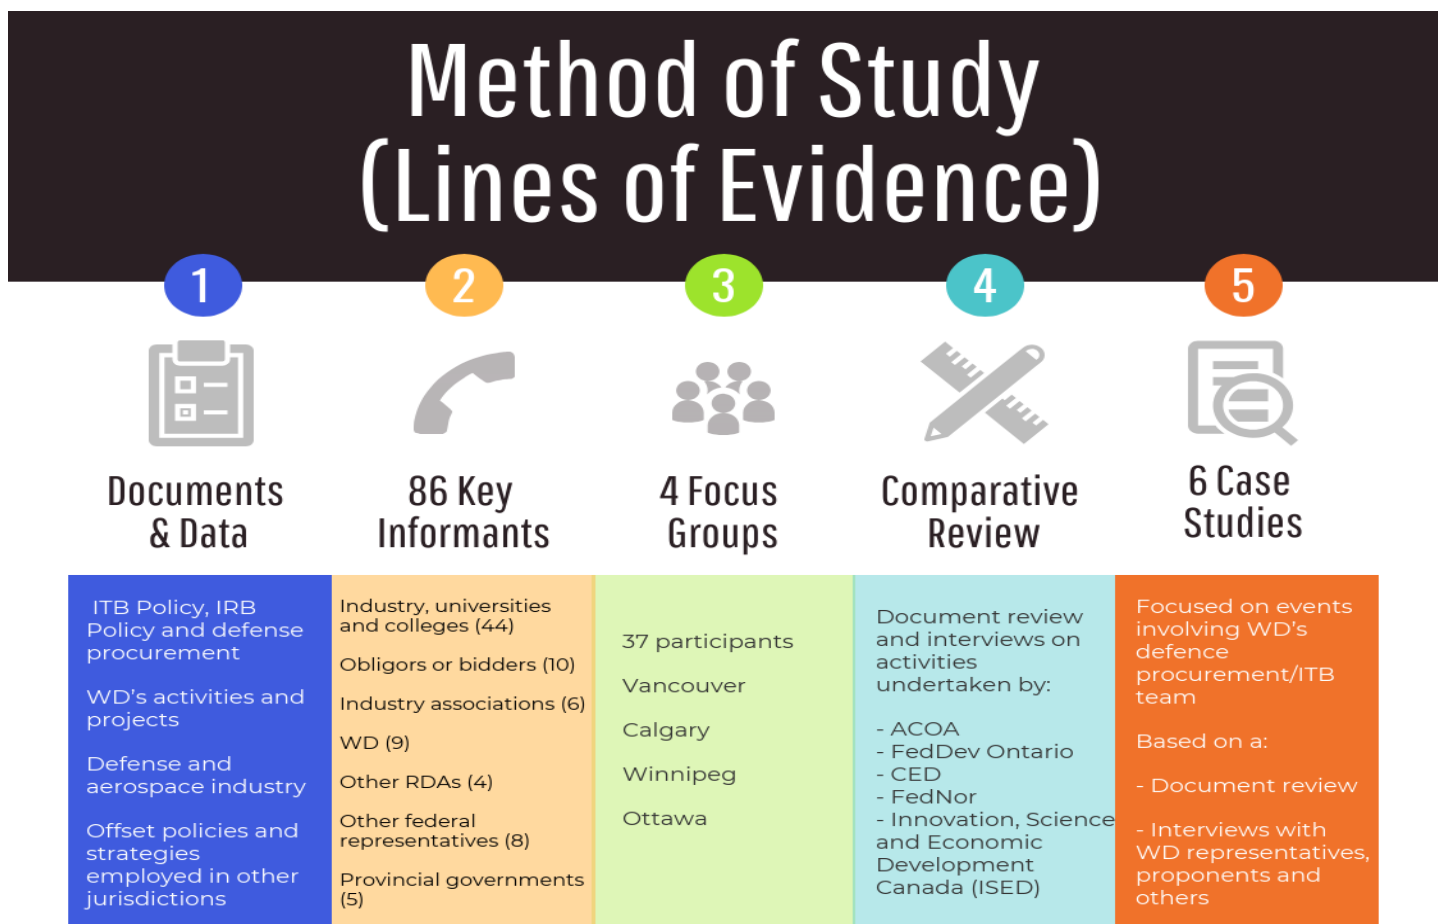 Method of Study
(Lines of Evidence)
1
2
3
4
5
Documents
& Data
86 Key
Informants
4 Focus
Groups
Comparative
Review
6 Case
Studies
ITB Policy, IRB
Policy and defense
procurement
WD's activities and
projects
Defense and
aerospace industry
Offset policies and
strategies
employed in other
jurisdictions
Industry, universities
and colleges (44)
Obligors or bidders (10)
Industry associations (6)
WD (9)
Other RDAs (4)
Other federal
representatives (8)
Provincial governments
(5)
37 participants
Vancouver
Calgary
Winnipeg
Ottawa
Document review
and interviews on
activities
undertaken by:
- ACOA
- FedDev Ontario
- CED
- FedNor
- Innovation, Science
and Economic
Development
Canada (ISED)
Focused on events
involving WD's
defence
procurement/ITB
team
Based on a:
- Document review
- Interviews with
WD representatives,
proponents and
others